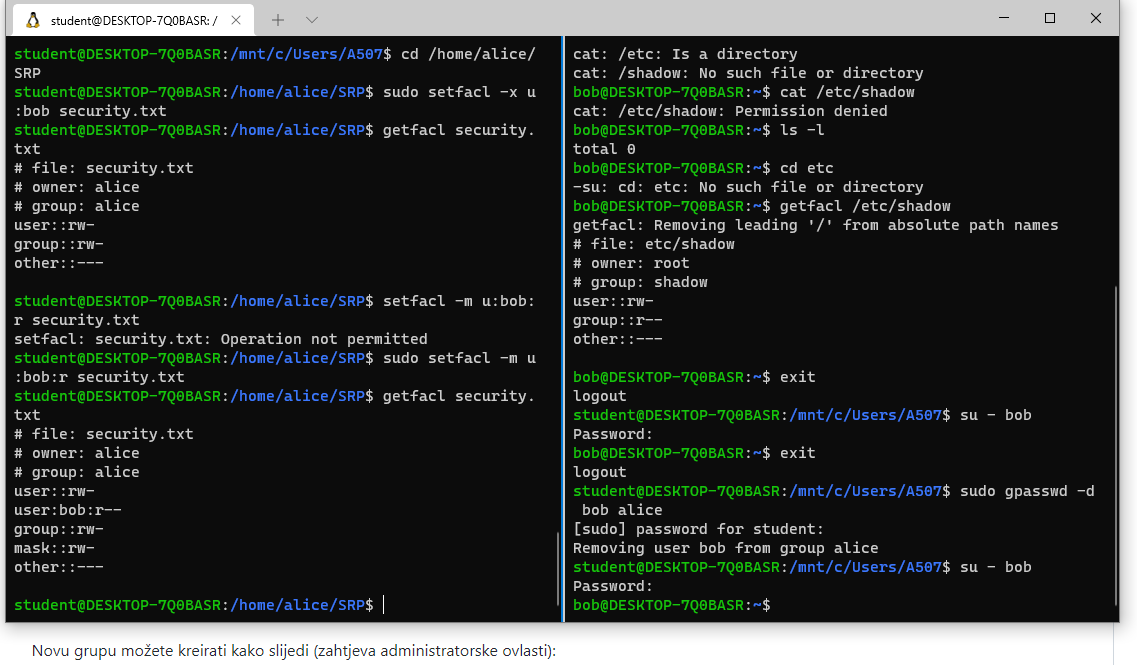 student@DESKTOP-7Q0BASR: /
student@DESKTOP-7Q0BASR:/mnt/c/Users/A507$ cd /home/alice/
SRP
student@DESKTOP-7Q0BASR:/home/alice/SRP$ sudo setfacl -x u
:bob security.txt
student@DESKTOP-7Q0BASR:/home/alice/SRP$ getfacl security.
txt
# file: security.txt
# owner: alice
# group: alice
user::rw-
group::rw-
other::---
student@DESKTOP-7Q0BASR:/home/alice/SRP$ setfacl -m u:bob:
r security.txt
setfacl: security.txt: Operation not permitted
student@DESKTOP-7Q0BASR:/home/alice/SRP$ sudo setfacl -m u
:bob:r security.txt
student@DESKTOP-7Q0BASR:/home/alice/SRP$ getfacl security.
txt
# file: security.txt
# owner: alice
# group: alice
user::rw-
user:bob:r--
group::rw-
mask::rw-
other::---
student@DESKTOP-7Q0BASR:/home/alice/SRP$
cat: /etc: Is a directory
cat: /shadow: No such file or directory
bob@DESKTOP-7Q0BASR:~$ cat /etc/shadow
cat: /etc/shadow: Permission denied
bob@DESKTOP-7Q0BASR:~$ ls -l
total 0
bob@DESKTOP-7Q0BASR:~$ cd etc
-su: cd: etc: No such file or directory
bob@DESKTOP-7Q0BASR:~$ getfacl /etc/shadow
getfacl: Removing leading '/' from absolute path names
# file: etc/shadow
# owner: root
# group: shadow
user::rw-
group::r--
other::---
bob@DESKTOP-7Q0BASR:~$ exit
logout
student@DESKTOP-7Q0BASR:/mnt/c/Users/A507$ su - bob
Password:
bob@DESKTOP-7Q0BASR:~$ exit
logout
student@DESKTOP-7Q0BASR:/mnt/c/Users/A507$ sudo gpasswd -d
 bob alice
[sudo] password for student:
Removing user bob from group alice
student@DESKTOP-7Q0BASR:/mnt/c/Users/A507$ su - bob
Password:
bob@DESKTOP-7Q0BASR:~$
Novu grupu možete kreirati kako slijedi (zahtjeva administratorske ovlasti):